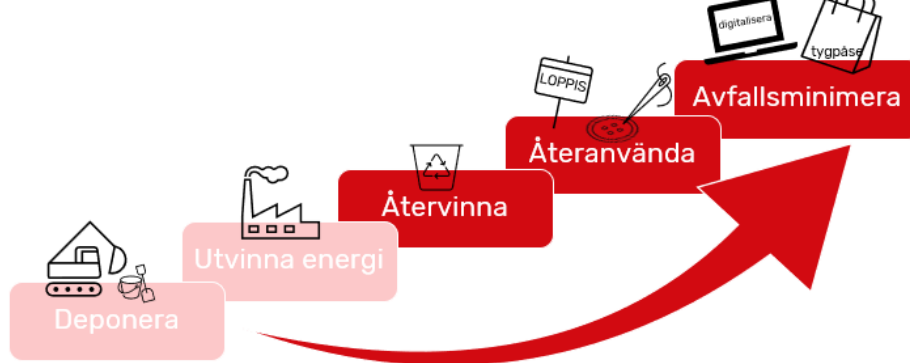 digitalisera
tygpåse
Avfallsminimera
LOPPIS
Återanvända
Återvinna
Utvinna energi
Deponera